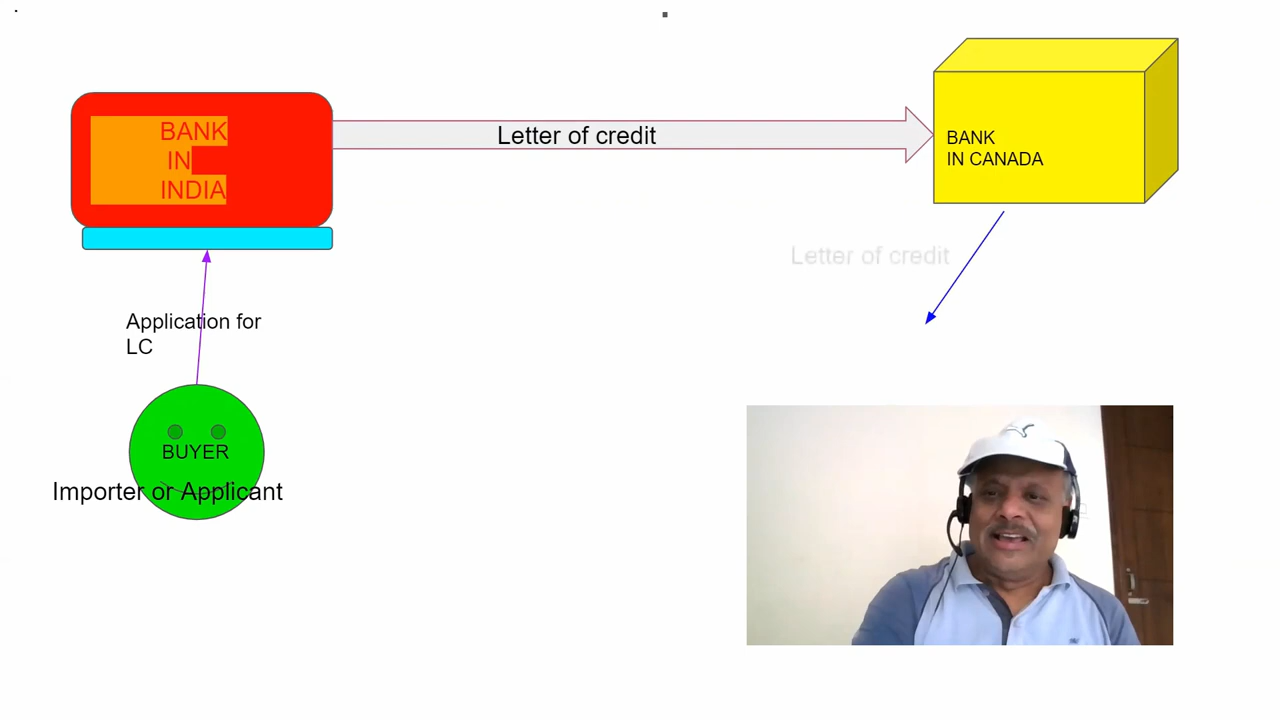 BANK
IN
INDIA
Letter of credit
BANK
IN CANADA
Letter of credit
Application for
LC
BUYER
Importer or Applicant